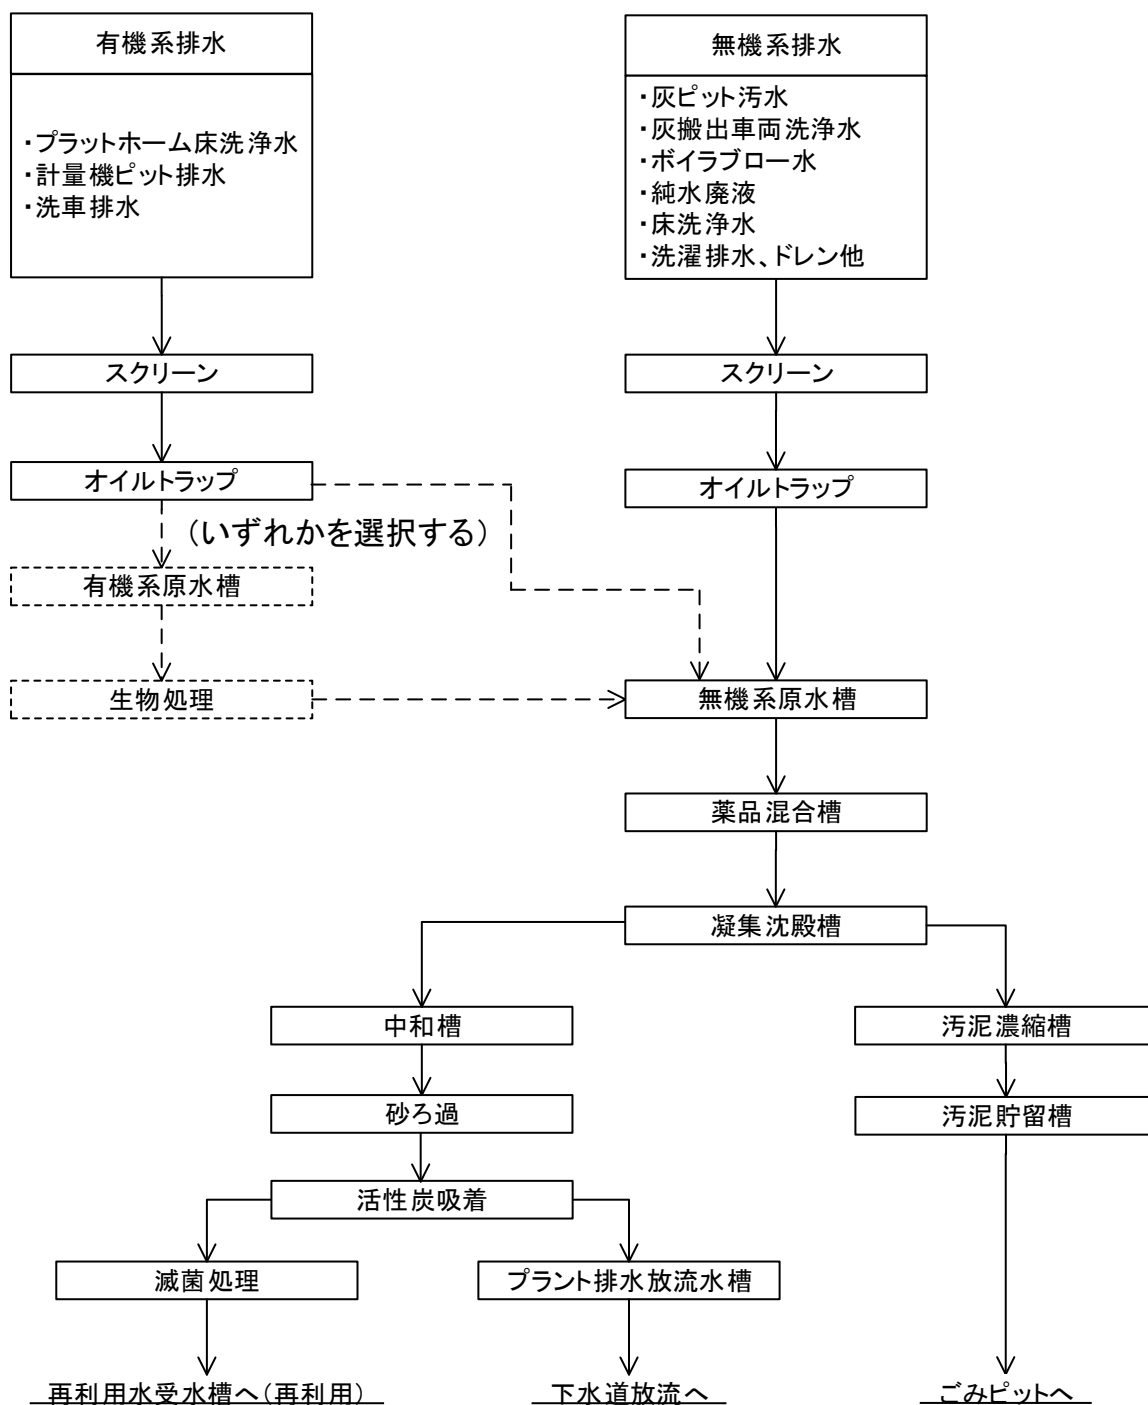 有機系排水
・プラットホーム床洗浄水
・計量機ピット排水
・洗車排水
無機系排水
・灰ピット汚水
・灰搬出車両洗浄水
・ボイラブロー水
・純水廃液
・床洗浄水
・洗濯排水、ドレン他
スクリーン
スクリーン
オイルトラップ
オイルトラップ
（いずれかを選択する）
有機系原水槽
生物処理
無機系原水槽
薬品混合槽
凝集沈殿槽
中和槽
汚泥濃縮槽
砂ろ過
汚泥貯留槽
活性炭吸着
滅菌処理
プラント排水放流水槽
再利用水受水槽へ（再利用）
下水道放流へ
ごみピットへ